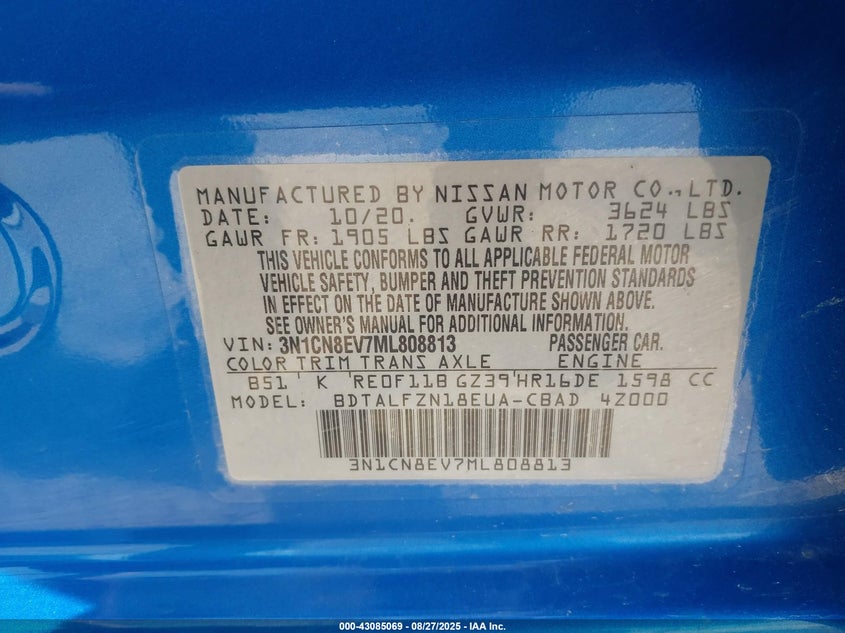 MANUFACTURED BY NISSAN MOTOR CO., LTD.
DATE: 10/20. GVWR: 3624 LBS
GAWR FR: 1905 LBS GAWR RR: 1720 LBS
THIS VEHICLE CONFORMS TO ALL APPLICABLE FEDERAL MOTOR
VEHICLE SAFETY, BUMPER AND THEFT PREVENTION STANDARDS
IN EFFECT ON THE DATE OF MANUFACTURE SHOWN ABOVE.
SEE OWNER'S MANUAL FOR ADDITIONAL INFORMATION.
VIN: 3N1CN8EV7ML808813 PASSENGER CAR.
COLOR TRIM TRANS AXLE ENGINE
B51 K RE0F11B GZ39 HR16DE 1598 CC
MODEL: BDTALFZN18EUA-CBAD 4Z000
3N1CN8EV7ML808813
000-43085069 - 08/27/2025 - IAA Inc.